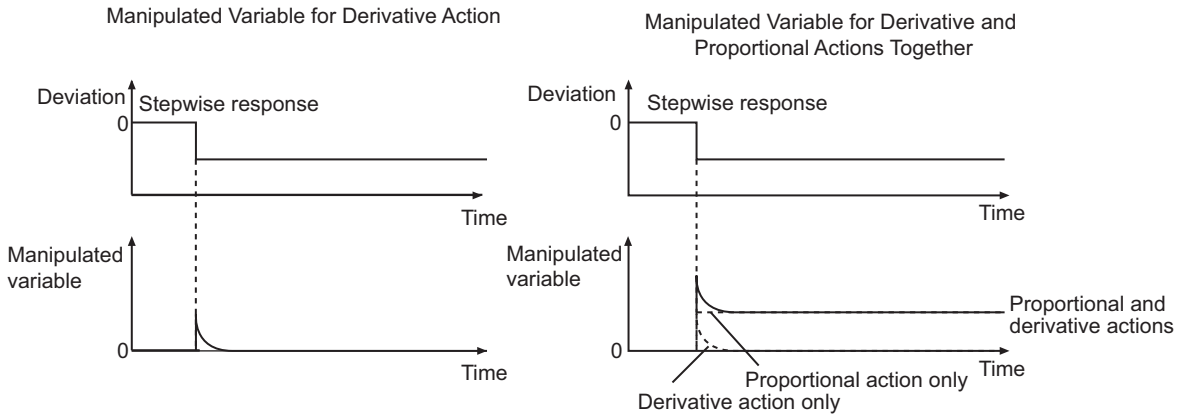 Manipulated Variable for Derivative Action
Deviation
Stepwise response
0
Time
Manipulated
variable
0
Time
Manipulated Variable for Derivative and
Proportional Actions Together
Deviation
Stepwise response
0
Time
Manipulated
variable
0
Proportional and
derivative actions
Time
Proportional action only
Derivative action only